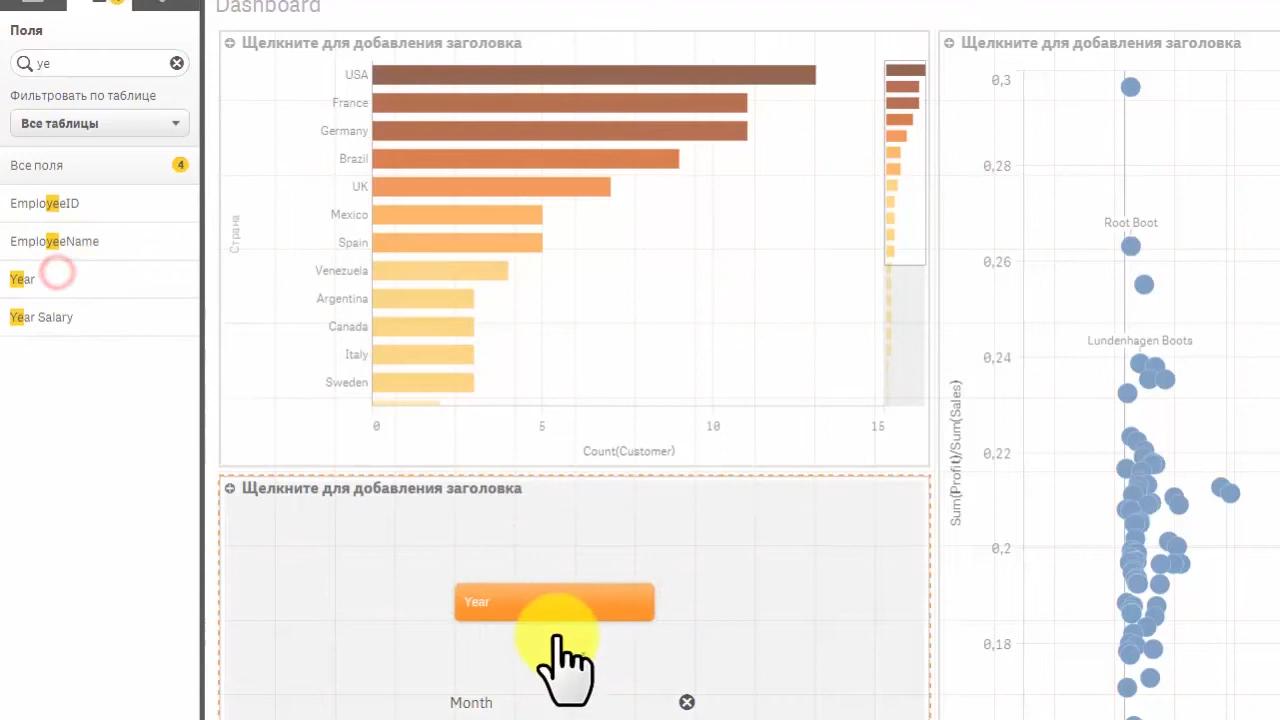 Dashboard
Поля
ye
Фильтровать по таблице
Все таблицы
Все поля
4
EmployeeID
EmployeeName
Year
Year Salary
Щелкните для добавления заголовка
Страна
USA
France
Germany
Brazil
UK
Mexico
Spain
Venezuela
Argentina
Canada
Italy
Sweden
0 5 10 15
Count(Customer)
Щелкните для добавления заголовка
Year
Month
Щелкните для добавления заголовка
Sum(Profit)/Sum(Sales)
0,3
0,28
0,26
0,24
0,22
0,2
0,18
Root Boot
Lundenhagen Boots